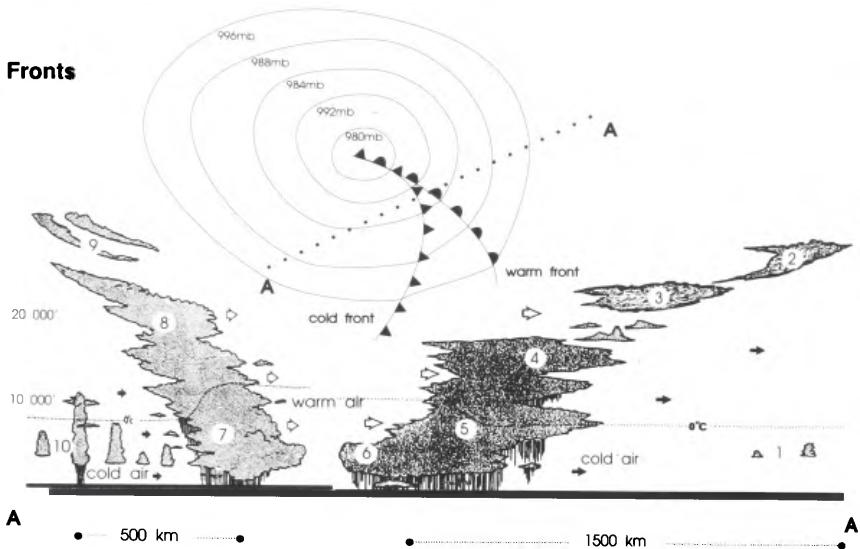 Fronts
996mb
988mb
984mb
992mb
980mb
A
A
warm front
cold front
9
2
3
20 000'
8
4
10 000'
warm air
0°c
0°C
10
7
6
5
1
cold air
cold air
A
A
500 km
1500 km